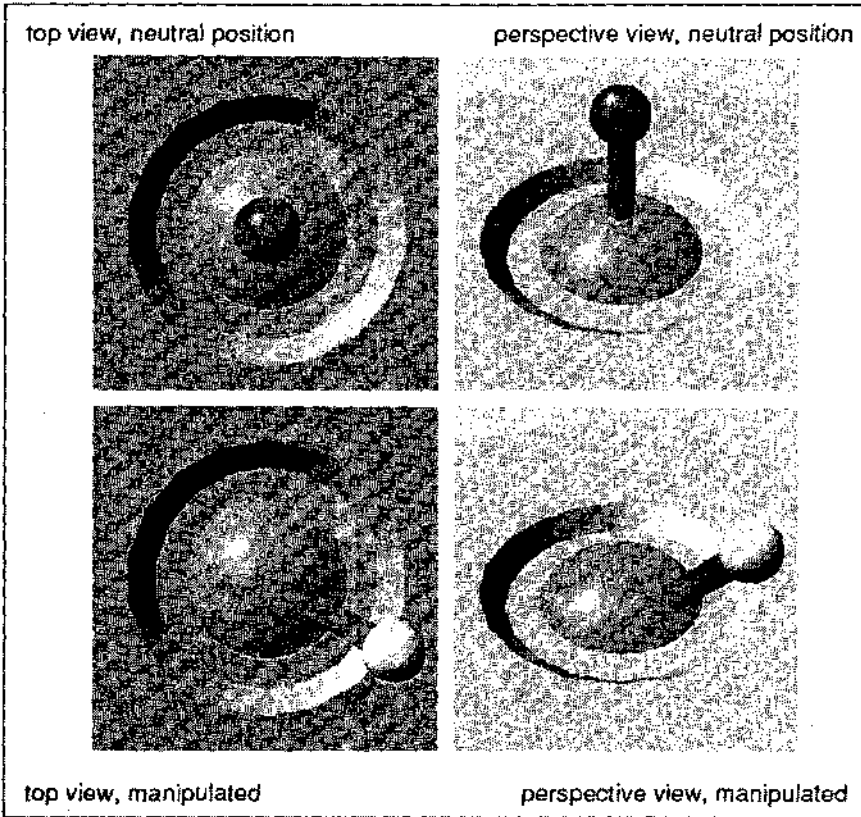 top view, neutral position
perspective view, neutral position
top view, manipulated
perspective view, manipulated